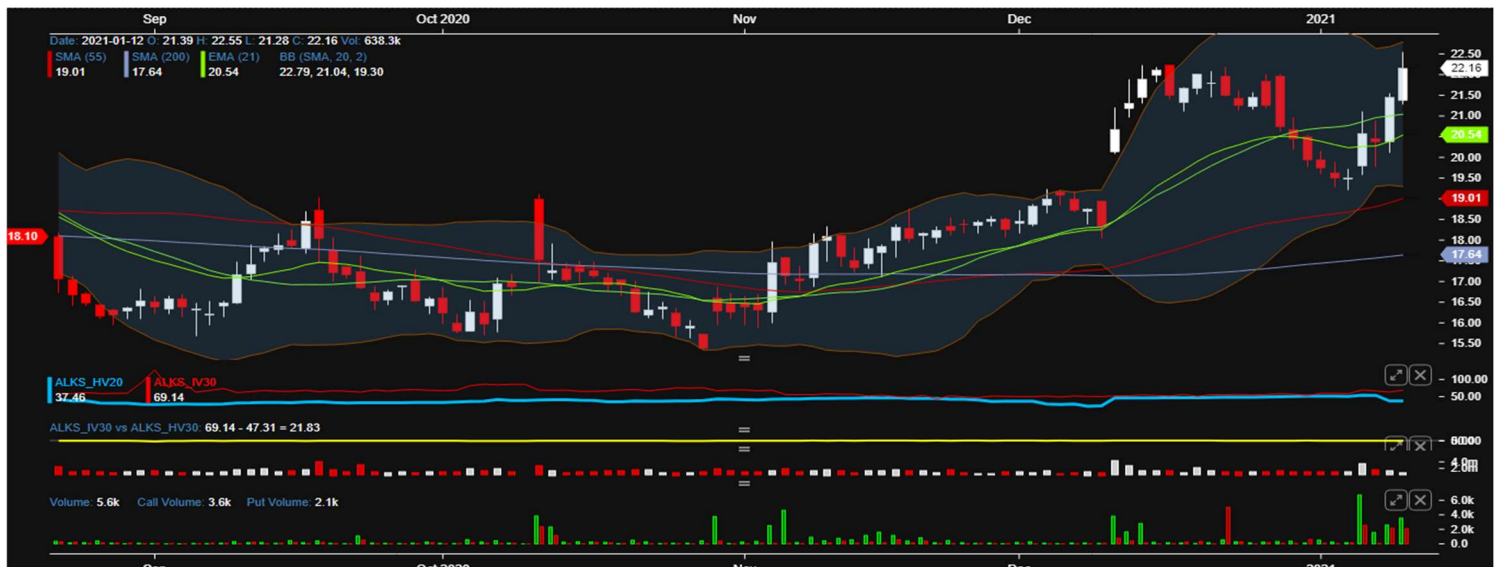 Sep Oct 2020 Nov Dec 2021
Date: 2021-01-12 O: 21.39 H: 22.55 L: 21.28 C: 22.16 Vol: 638.3k
SMA (55) SMA (200) EMA (21) BB (SMA, 20, 2)
19.01 17.64 20.54 22.79, 21.04, 19.30
22.50
22.16
21.50
21.00
20.54
20.00
19.50
19.01
18.50
18.10
18.00
17.64
17.00
16.50
16.00
15.50
ALKS_HV20 ALKS_IV30
37.46 69.14
100.00
50.00
ALKS_IV30 vs ALKS_HV30: 69.14 - 47.31 = 21.83
4.0m
2.0m
Volume: 5.6k Call Volume: 3.6k Put Volume: 2.1k
6.0k
4.0k
2.0k
0.0